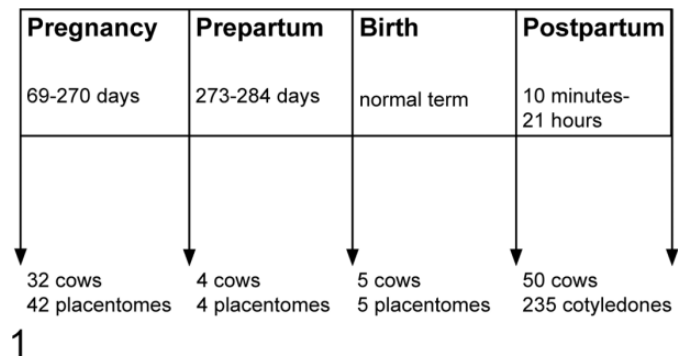 Pregnancy Prepartum Birth Postpartum
69-270 days 273-284 days normal term 10 minutes-
21 hours
32 cows 4 cows 5 cows 50 cows
42 placentomes 4 placentomes 5 placentomes 235 cotyledones
1